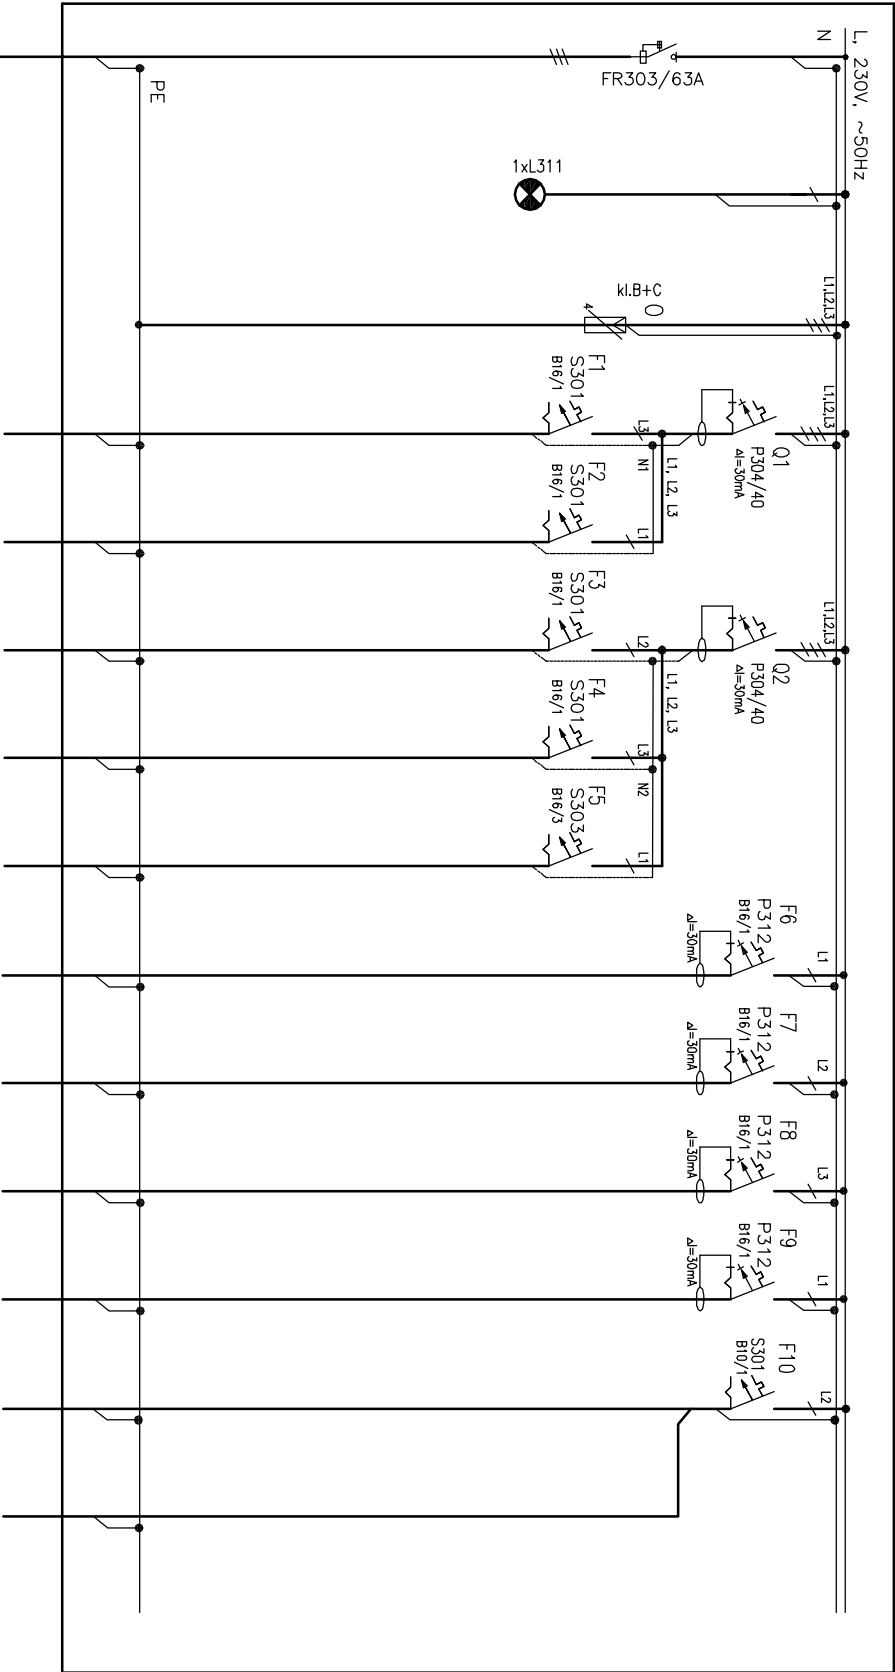 L, 230V, ~50Hz
N
FR303/63A
PE
1xL311
L1,L2,L3
kl.B+C
O
4
L1,L2,L3
Q1
P304/40
ΔI=30mA
L1, L2, L3
N1
L3
F1
S301
B16/1
L1
F2
S301
B16/1
L1,L2,L3
Q2
P304/40
ΔI=30mA
L1, L2, L3
L2
F3
S301
B16/1
L3
N2
F4
S301
B16/1
L1
F5
S303
B16/3
L1
F6
P312
B16/1
ΔI=30mA
L2
F7
P312
B16/1
ΔI=30mA
L3
F8
P312
B16/1
ΔI=30mA
L1
F9
P312
B16/1
ΔI=30mA
L2
F10
S301
B10/1